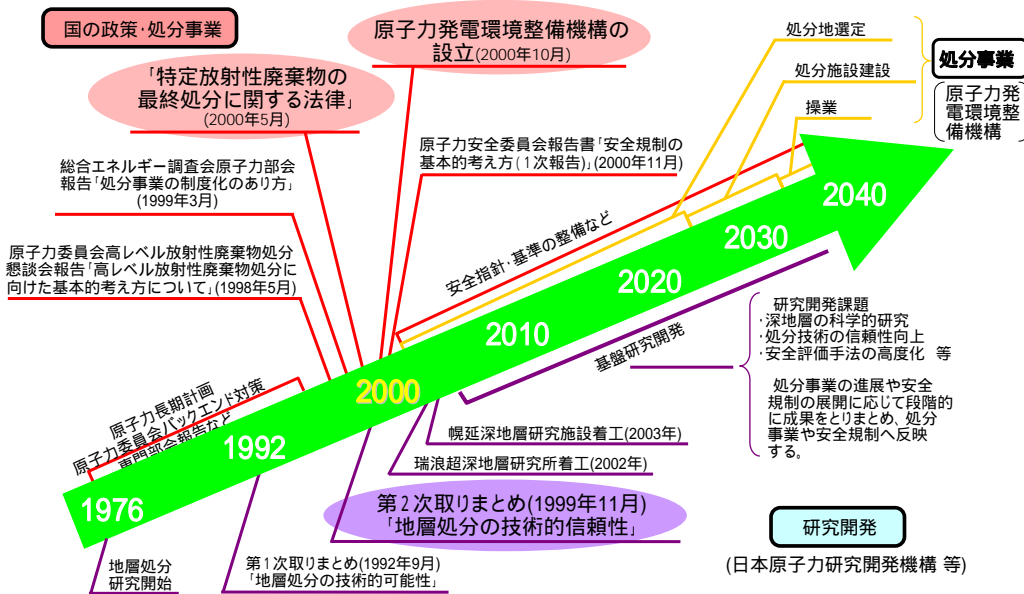 国の政策・処分事業
原子力発電環境整備機構の
設立(2000年10月)
「特定放射性廃棄物の
最終処分に関する法律」
(2000年5月)
処分地選定
処分施設建設
操業
処分事業
原子力発
電環境整
備機構
総合エネルギー調査会原子力部会
報告「処分事業の制度化のあり方」
(1999年3月)
原子力安全委員会報告書「安全規制の
基本的考え方(1次報告)」(2000年11月)
原子力委員会高レベル放射性廃棄物処分
懇談会報告「高レベル放射性廃棄物処分に
向けた基本的考え方について」(1998年5月)
安全指針・基準の整備など
原子力長期計画
原子力委員会バックエンド対策
専門部会報告など
1976
1992
2000
2010
2020
2030
2040
基盤研究開発
研究開発課題
・深地層の科学的研究
・処分技術の信頼性向上
・安全評価手法の高度化 等
処分事業の進展や安全
規制の展開に応じて段階的
に成果をとりまとめ、処分
事業や安全規制へ反映
する。
幌延深地層研究施設着工(2003年)
瑞浪超深地層研究所着工(2002年)
第2次取りまとめ(1999年11月)
「地層処分の技術的信頼性」
地層処分
研究開始
第1次取りまとめ(1992年9月)
「地層処分の技術的可能性」
研究開発
(日本原子力研究開発機構 等)